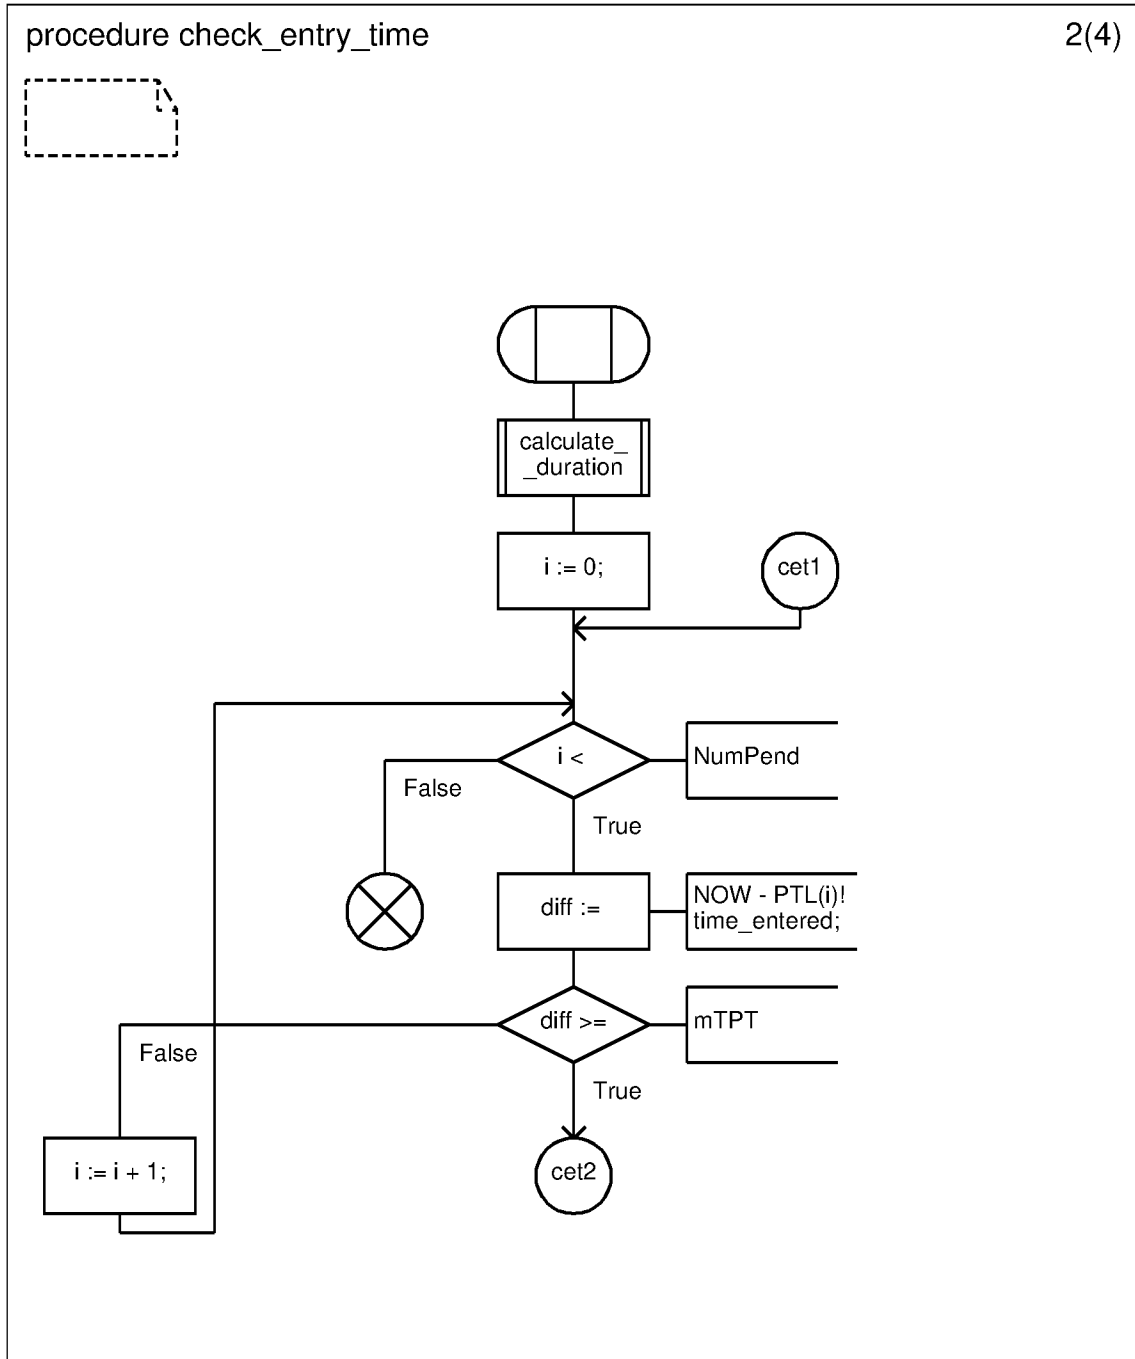 procedure check_entry_time
2(4)
calculate_
_duration
i := 0;
cet1
i <
NumPend
False
True
diff :=
NOW - PTL(i)!
time_entered;
diff >=
mTPT
False
True
i := i + 1;
cet2